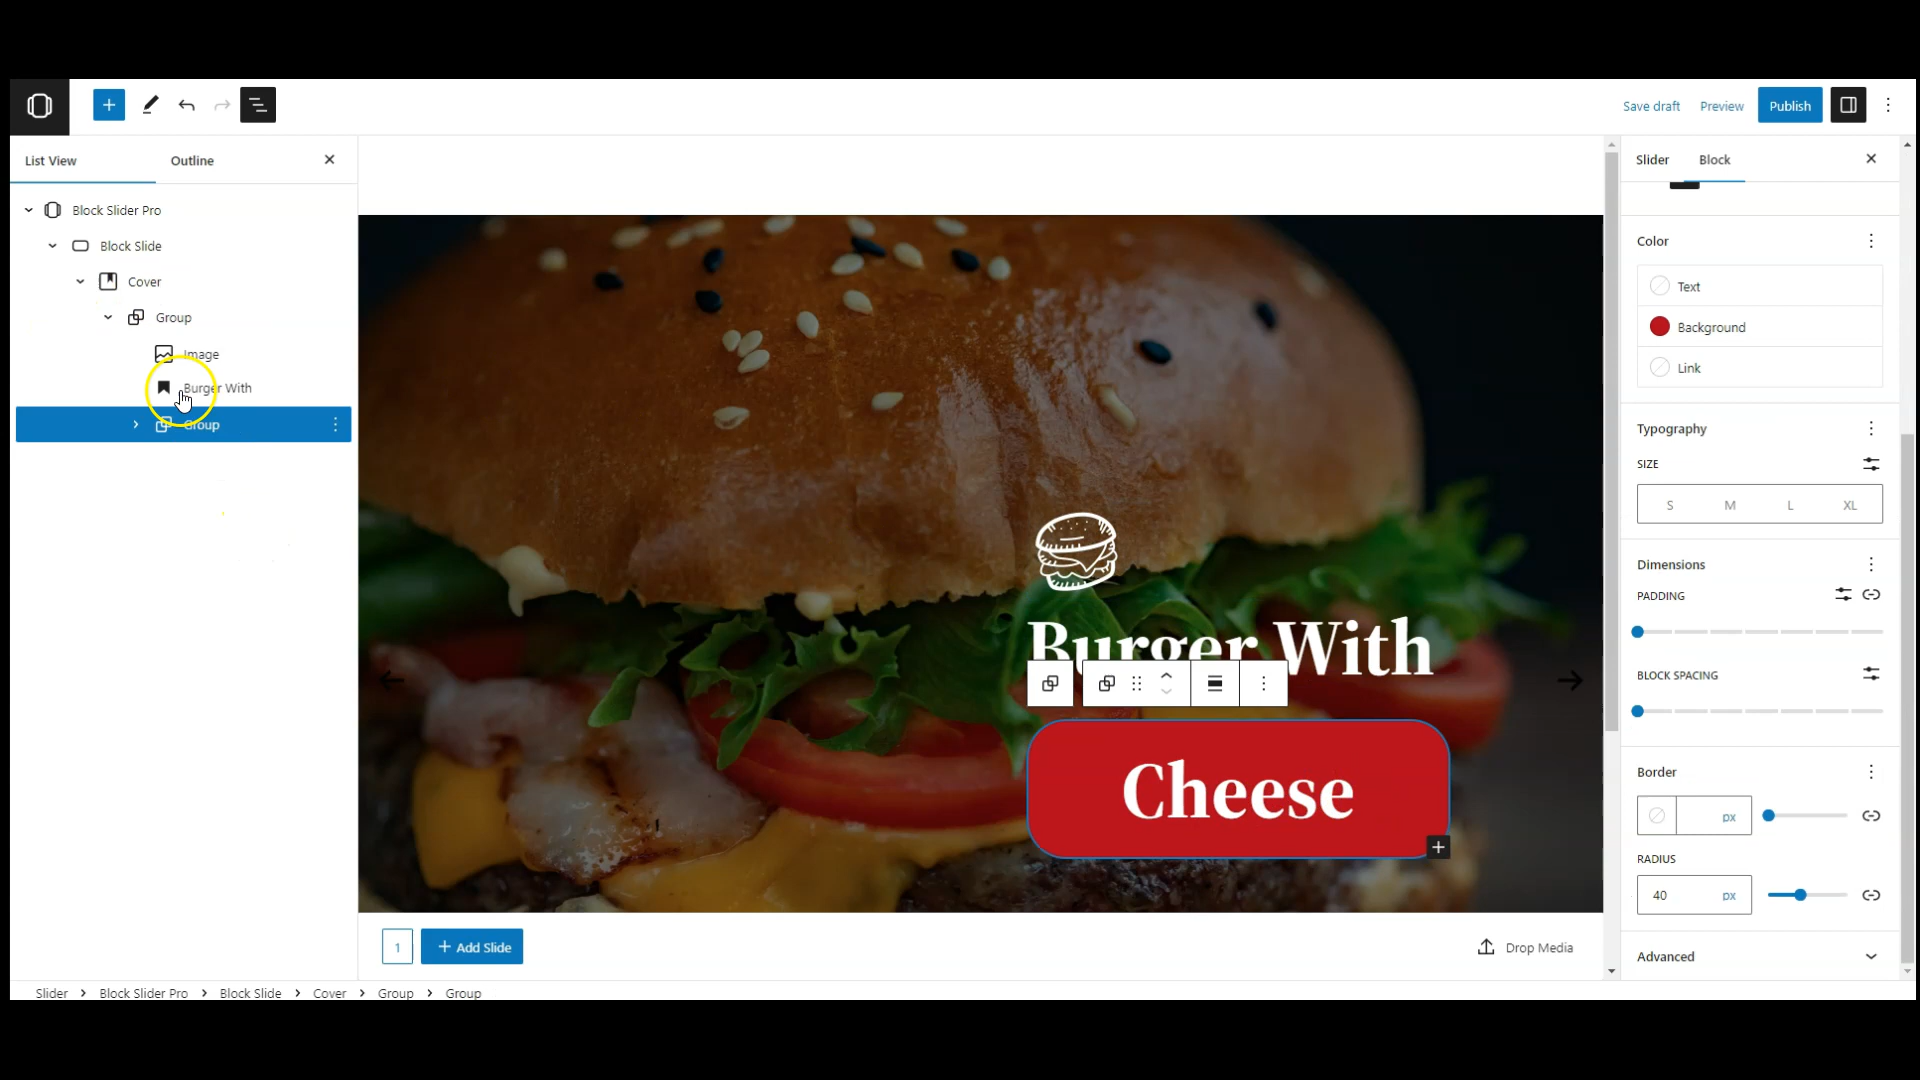 Save draft
Preview
Publish
List View
Outline
Block Slider Pro
Block Slide
Cover
Group
Image
Burger With
Group
Burger With
Cheese
1
+ Add Slide
Drop Media
Slider
Block
Color
Text
Background
Link
Typography
SIZE
S M L XL
Dimensions
PADDING
BLOCK SPACING
Border
px
RADIUS
40 px
Advanced
Slider > Block Slider Pro > Block Slide > Cover > Group > Group